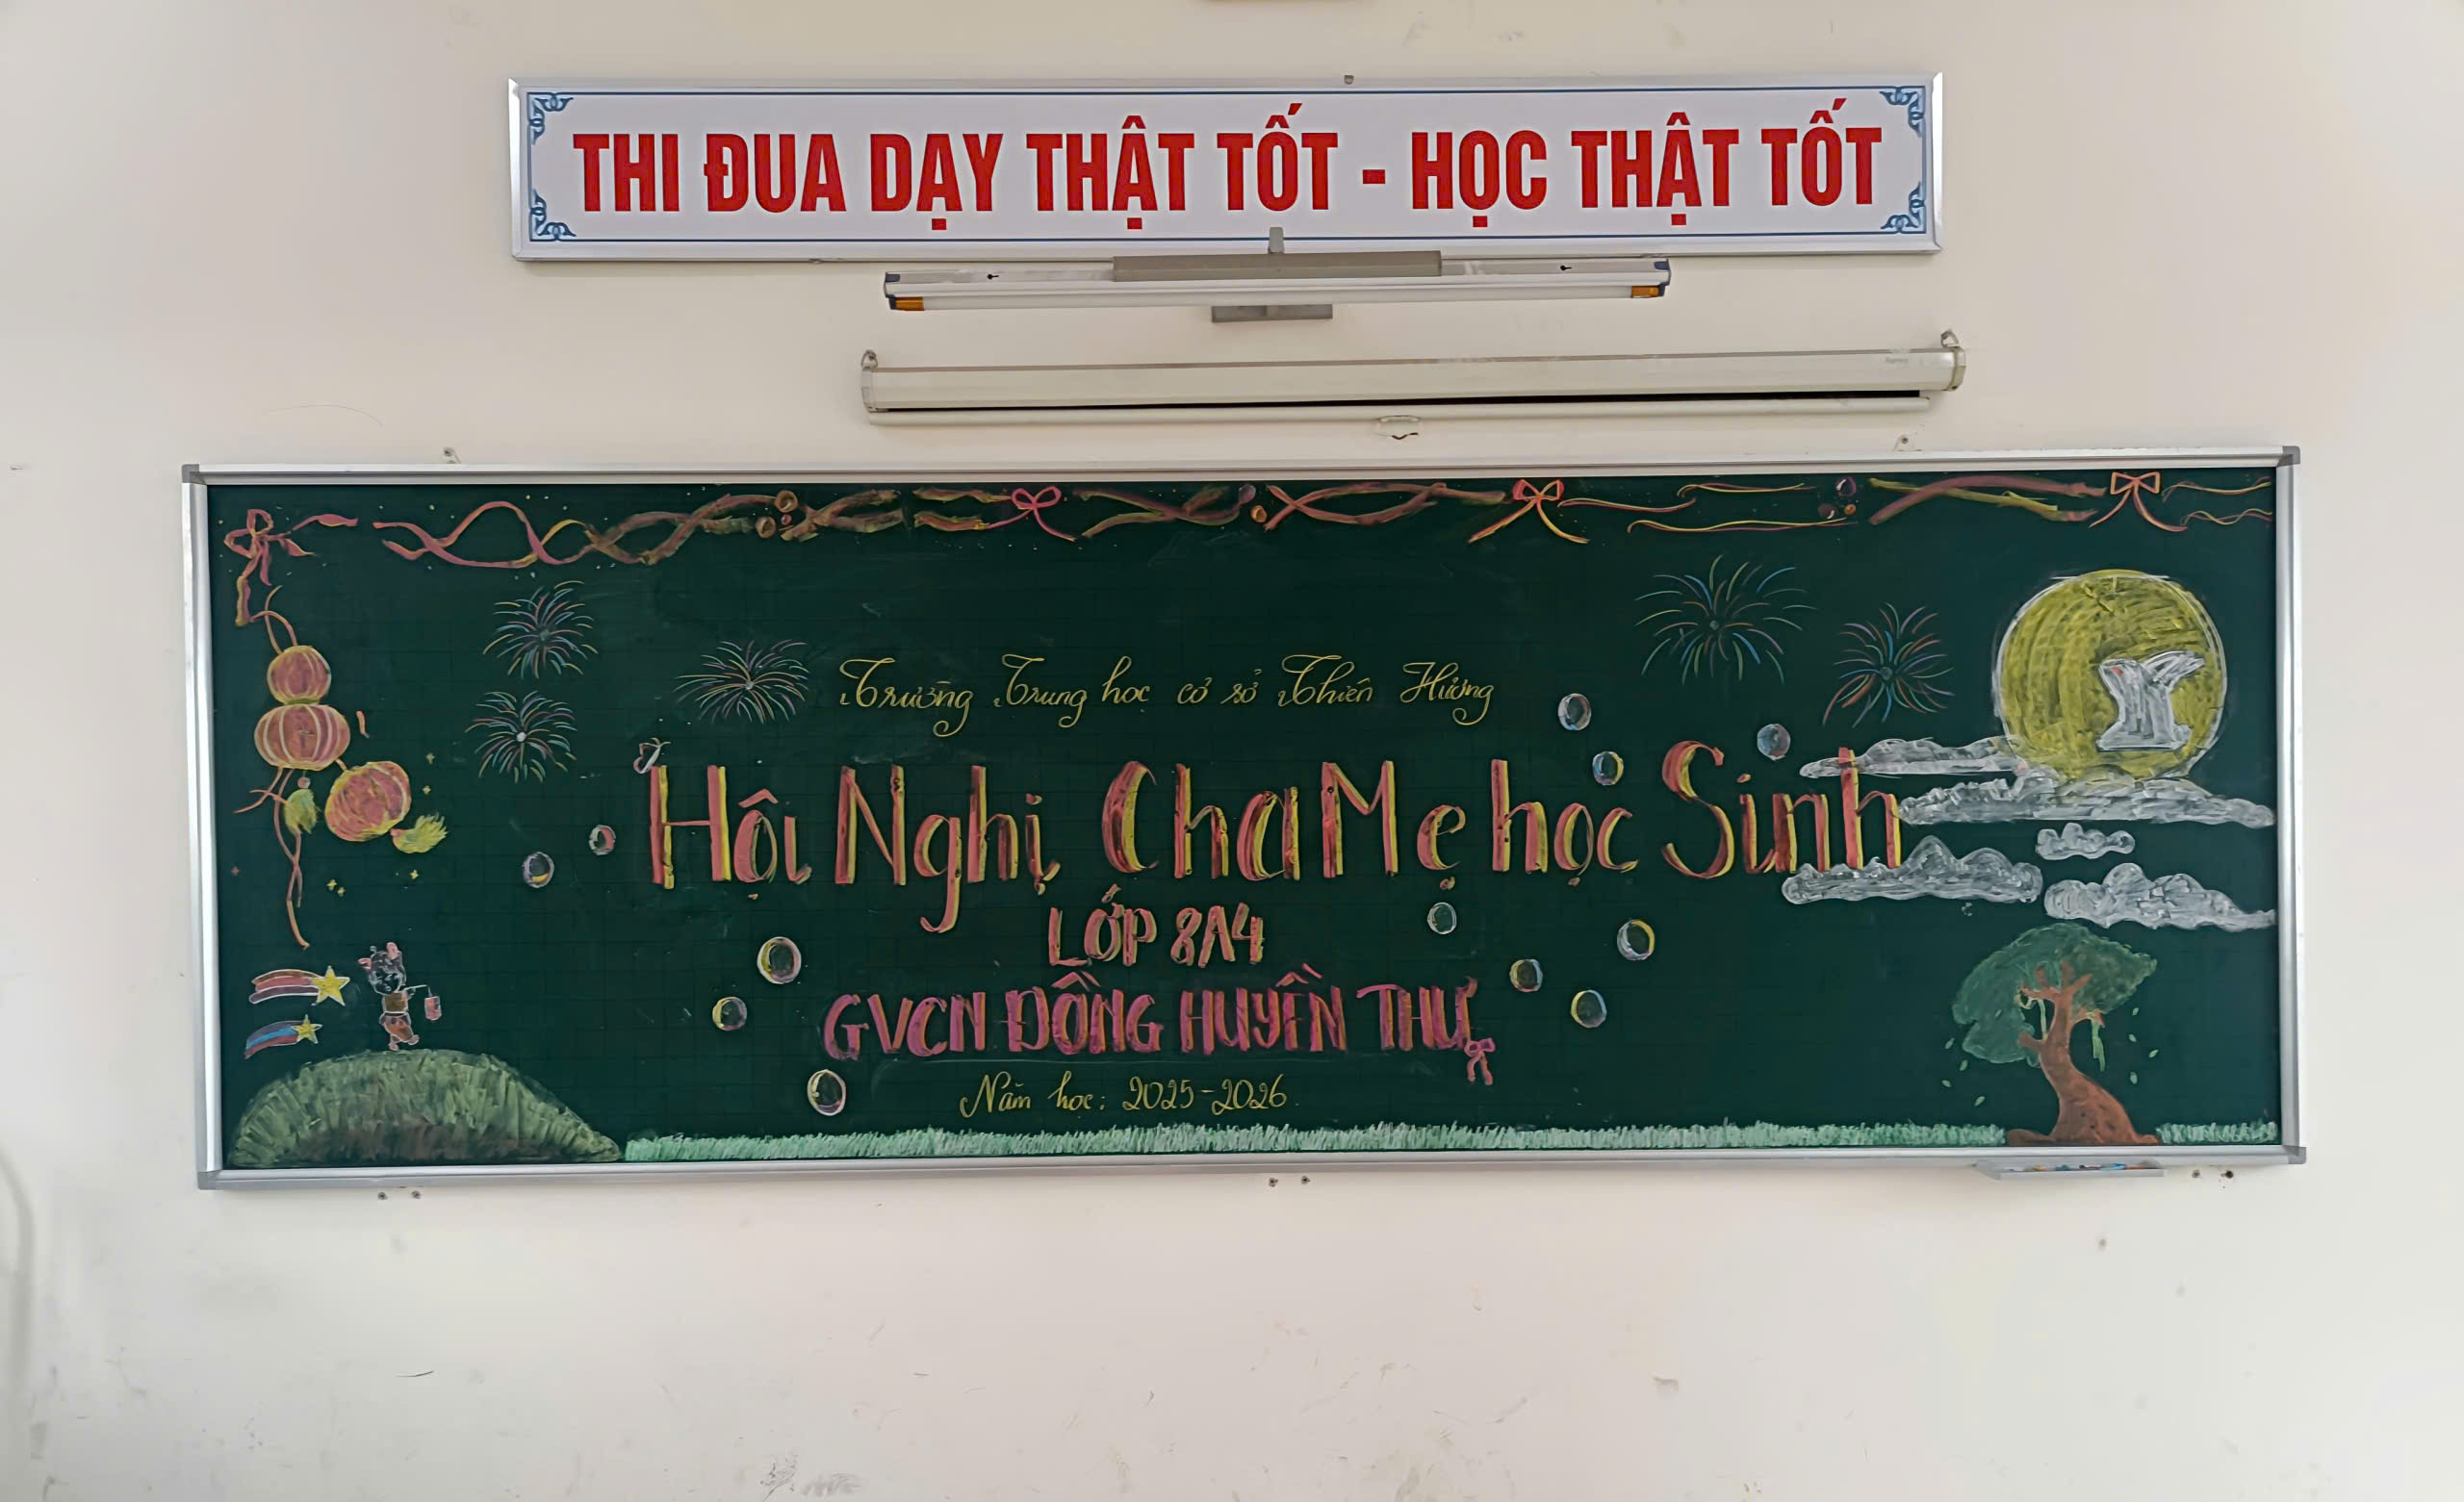 THI ĐUA DẠY THẬT TỐT - HỌC THẬT TỐT
Trường Trung học cơ sở Thiên Hương
Hội Nghị Cha Mẹ học Sinh
LỚP 8A4
GVCN ĐỒNG HUYỀN THƯ
Năm học: 2025-2026